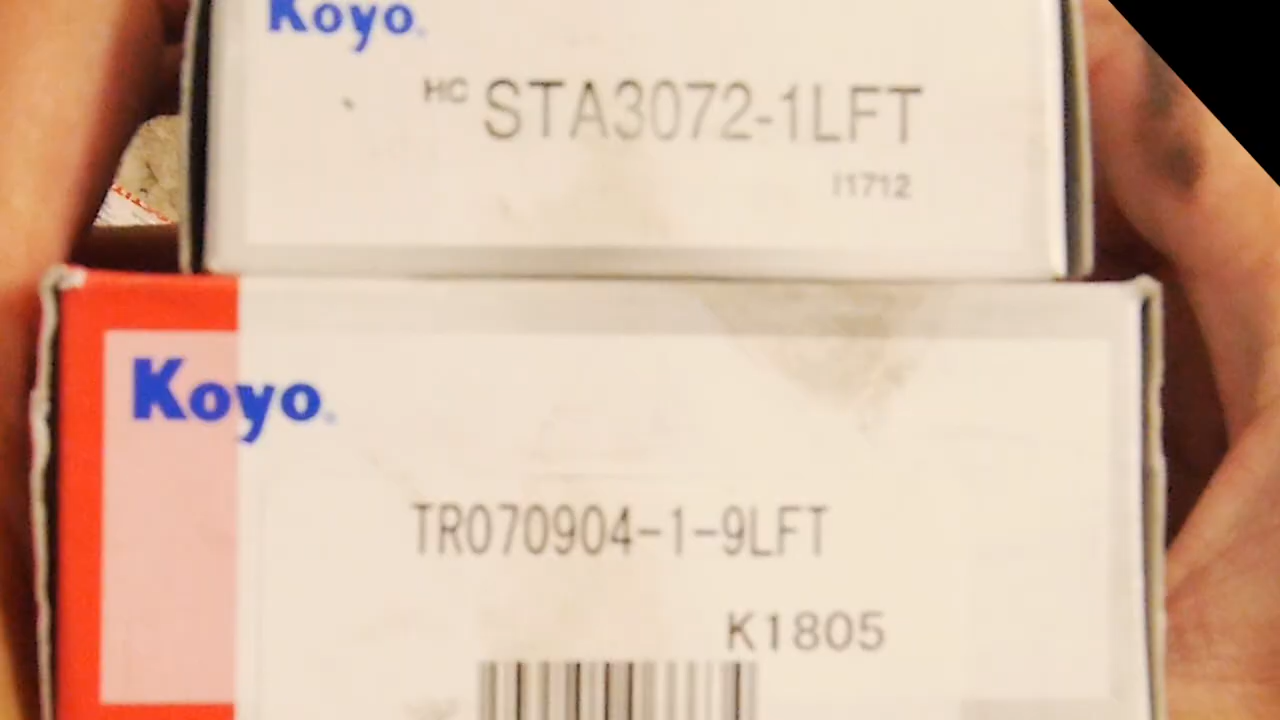 Koyo
HC STA3072-1LFT
I1712
Koyo
TR070904-1-9LFT
K1805